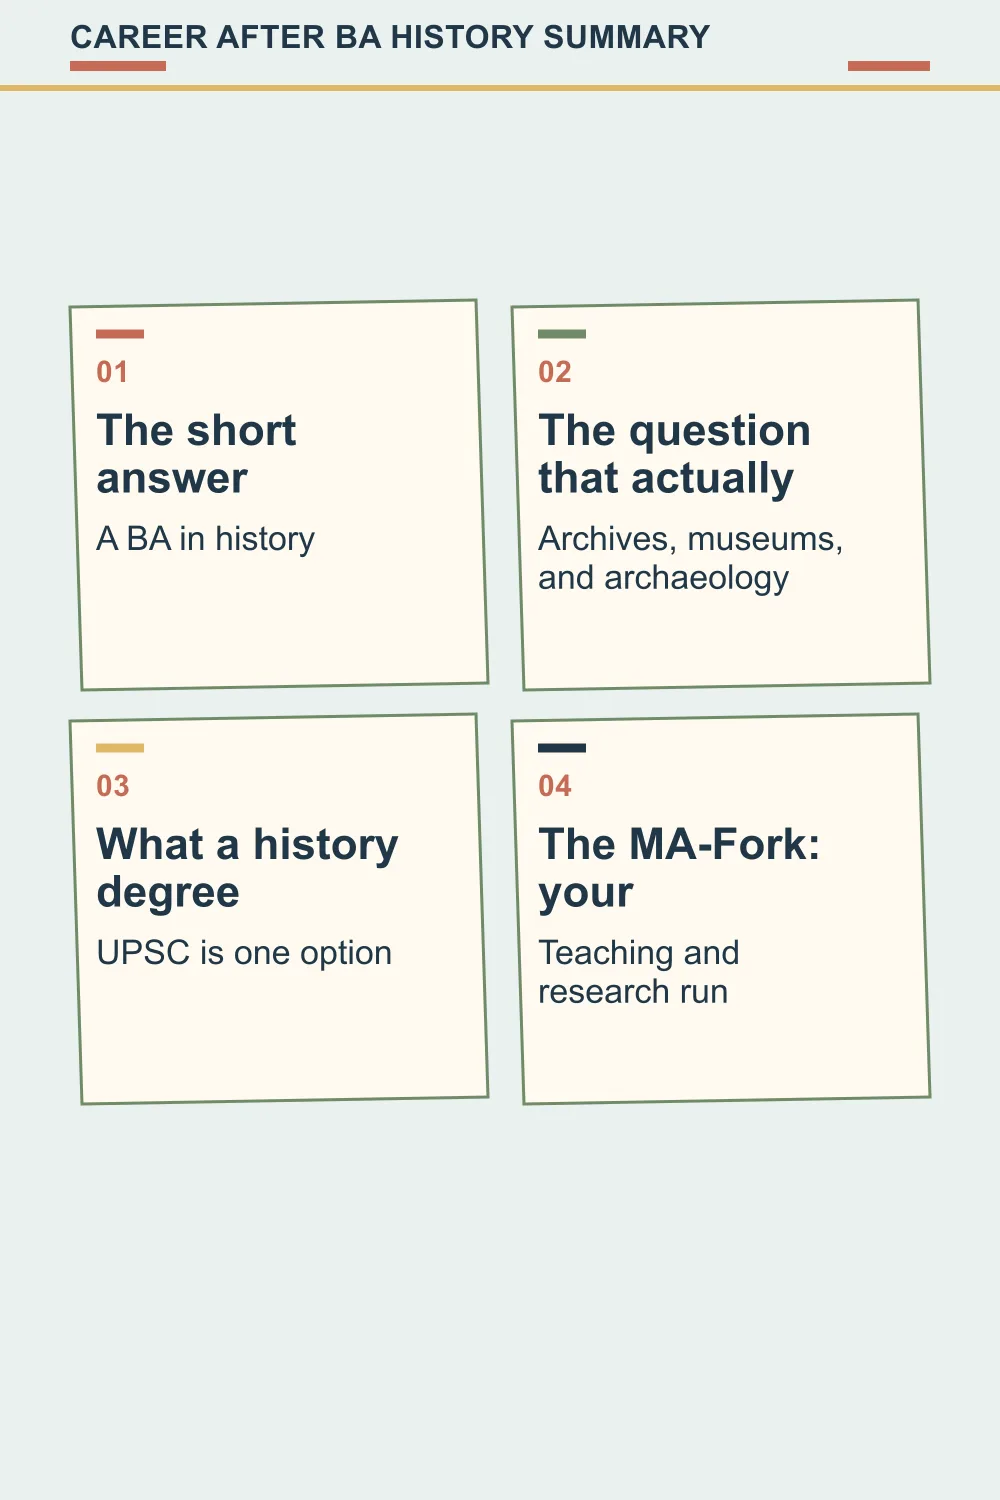 CAREER AFTER BA HISTORY SUMMARY
01
The short
answer
A BA in history
02
The question
that actually
Archives, museums,
and archaeology
03
What a history
degree
UPSC is one option
04
The MA-Fork:
your
Teaching and
research run